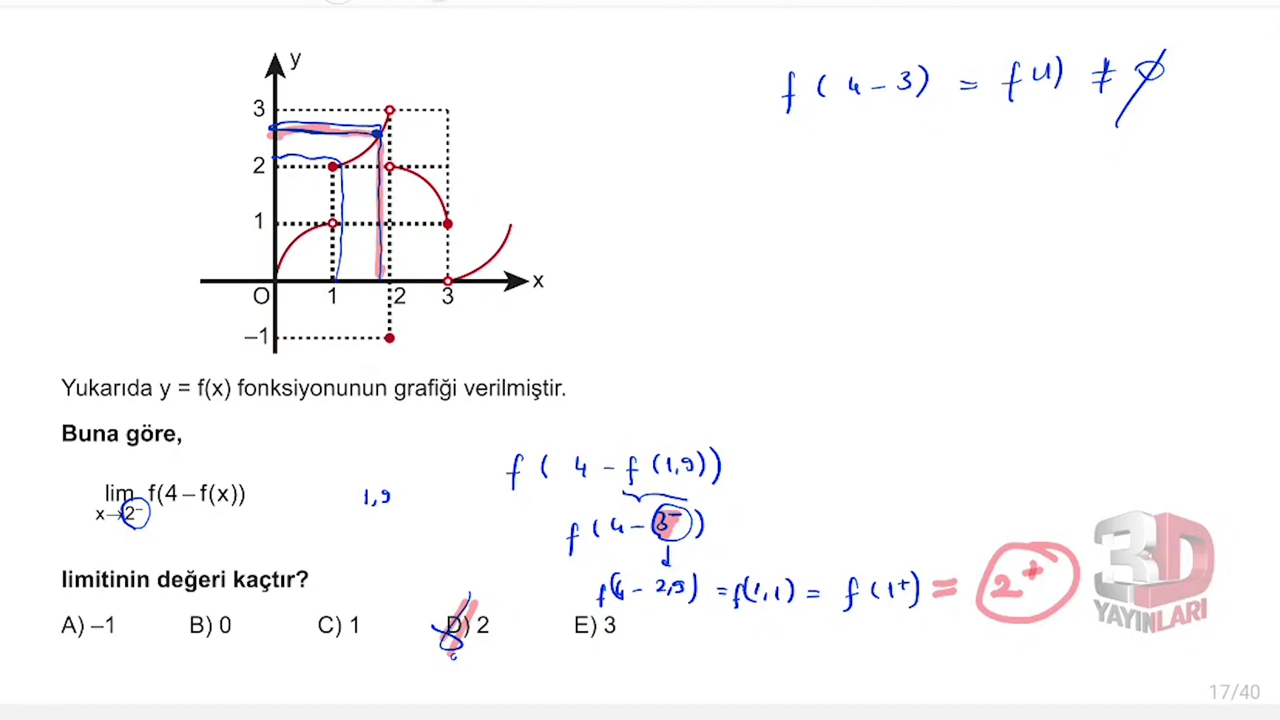 y
f(4-3) = f(1) ≠ ∅
3
2
1
O 1 2 3 x
–1
Yukarıda y = f(x) fonksiyonunun grafiği verilmiştir.
Buna göre,
f(4-f(1,9))
lim f(4–f(x))
x→2⁻
1,9
f(4-3⁻)
limitinin değeri kaçtır?
f(4-2,9) = f(1,1) = f(1⁺) = 2⁺
A) –1 B) 0 C) 1 D) 2 E) 3
3D
YAYINLARI
17/40